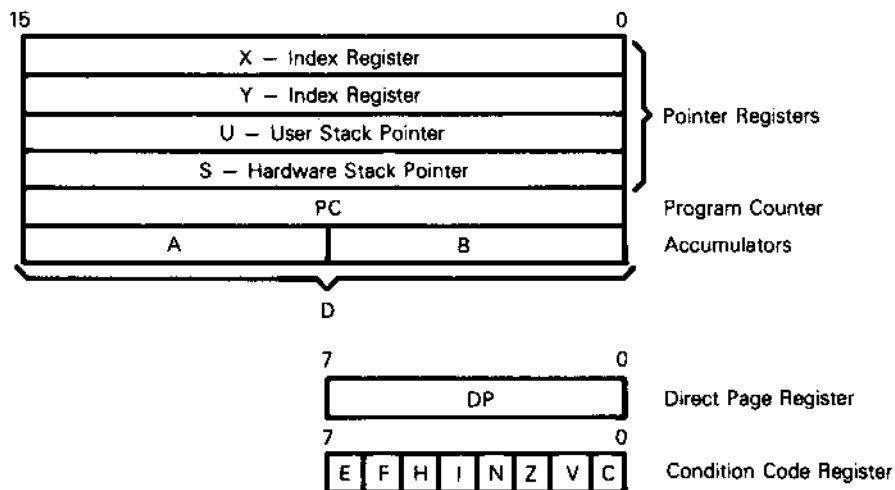 15 0
X – Index Register
Y – Index Register
U – User Stack Pointer
S – Hardware Stack Pointer
Pointer Registers
PC Program Counter
A B Accumulators
D
7 0
DP Direct Page Register
7 0
E F H I N Z V C Condition Code Register